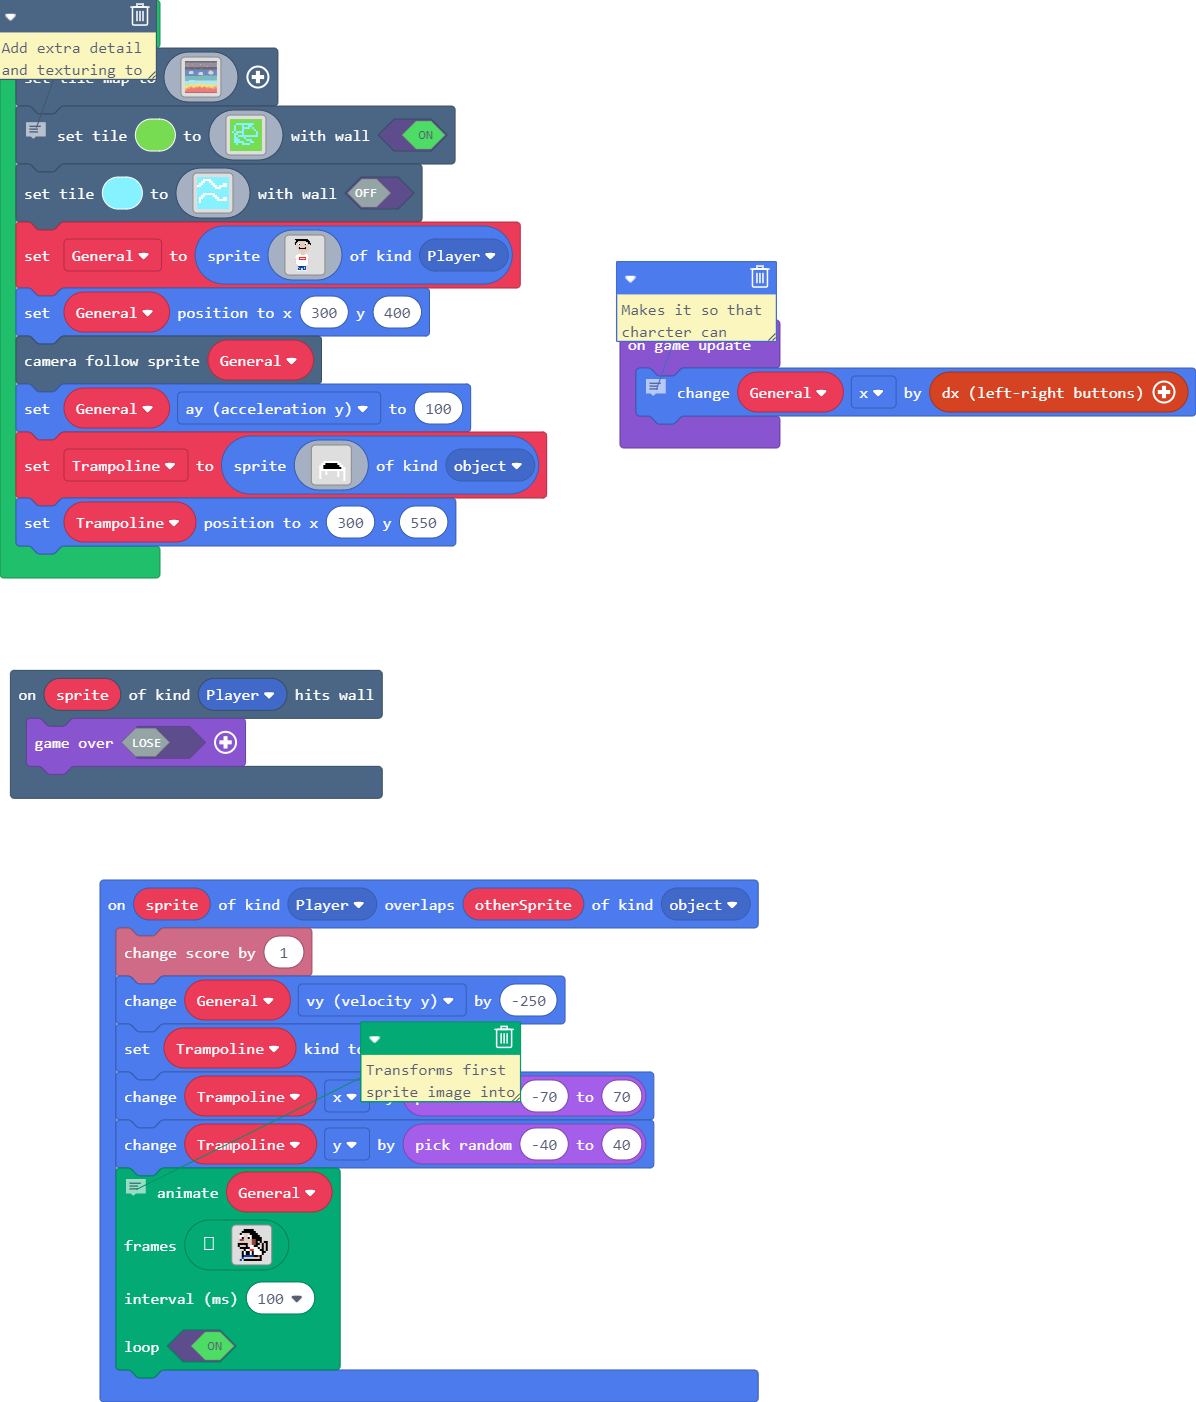 Add extra detail
and texturing to
set tile map to
set tile to with wall ON
set tile to with wall OFF
set General to sprite of kind Player
set General position to x 300 y 400
camera follow sprite General
set General ay (acceleration y) to 100
set Trampoline to sprite of kind object
set Trampoline position to x 300 y 550
Makes it so that
charcter can
on game update
change General x by dx (left-right buttons)
on sprite of kind Player hits wall
game over LOSE
on sprite of kind Player overlaps otherSprite of kind object
change score by 1
change General vy (velocity y) by -250
set Trampoline kind to
Transforms first
sprite image into
change Trampoline x -70 to 70
change Trampoline y by pick random -40 to 40
animate General
frames
interval (ms) 100
loop ON